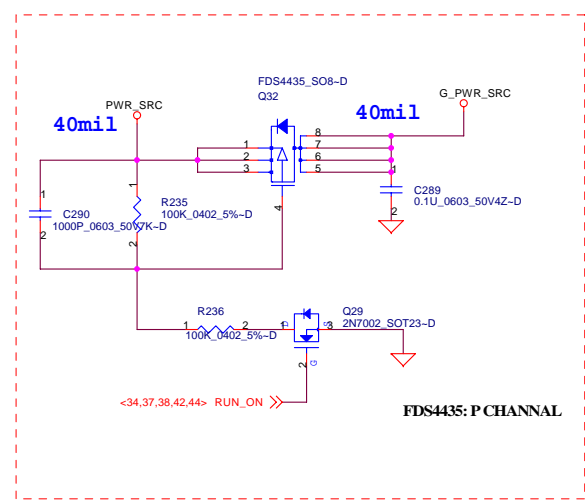 FDS4435_SO8~D
Q32
PWR_SRC
G_PWR_SRC
40mil
40mil
1
2
3
8
7
6
5
4
1
2
C290
1000P_0603_50V7K~D
1
2
R235
100K_0402_5%~D
1
2
C289
0.1U_0603_50V4Z~D
R236
1
2
100K_0402_5%~D
1
D
S
3
Q29
2N7002_SOT23~D
2
G
<34,37,38,42,44> RUN_ON
FDS4435: P CHANNAL